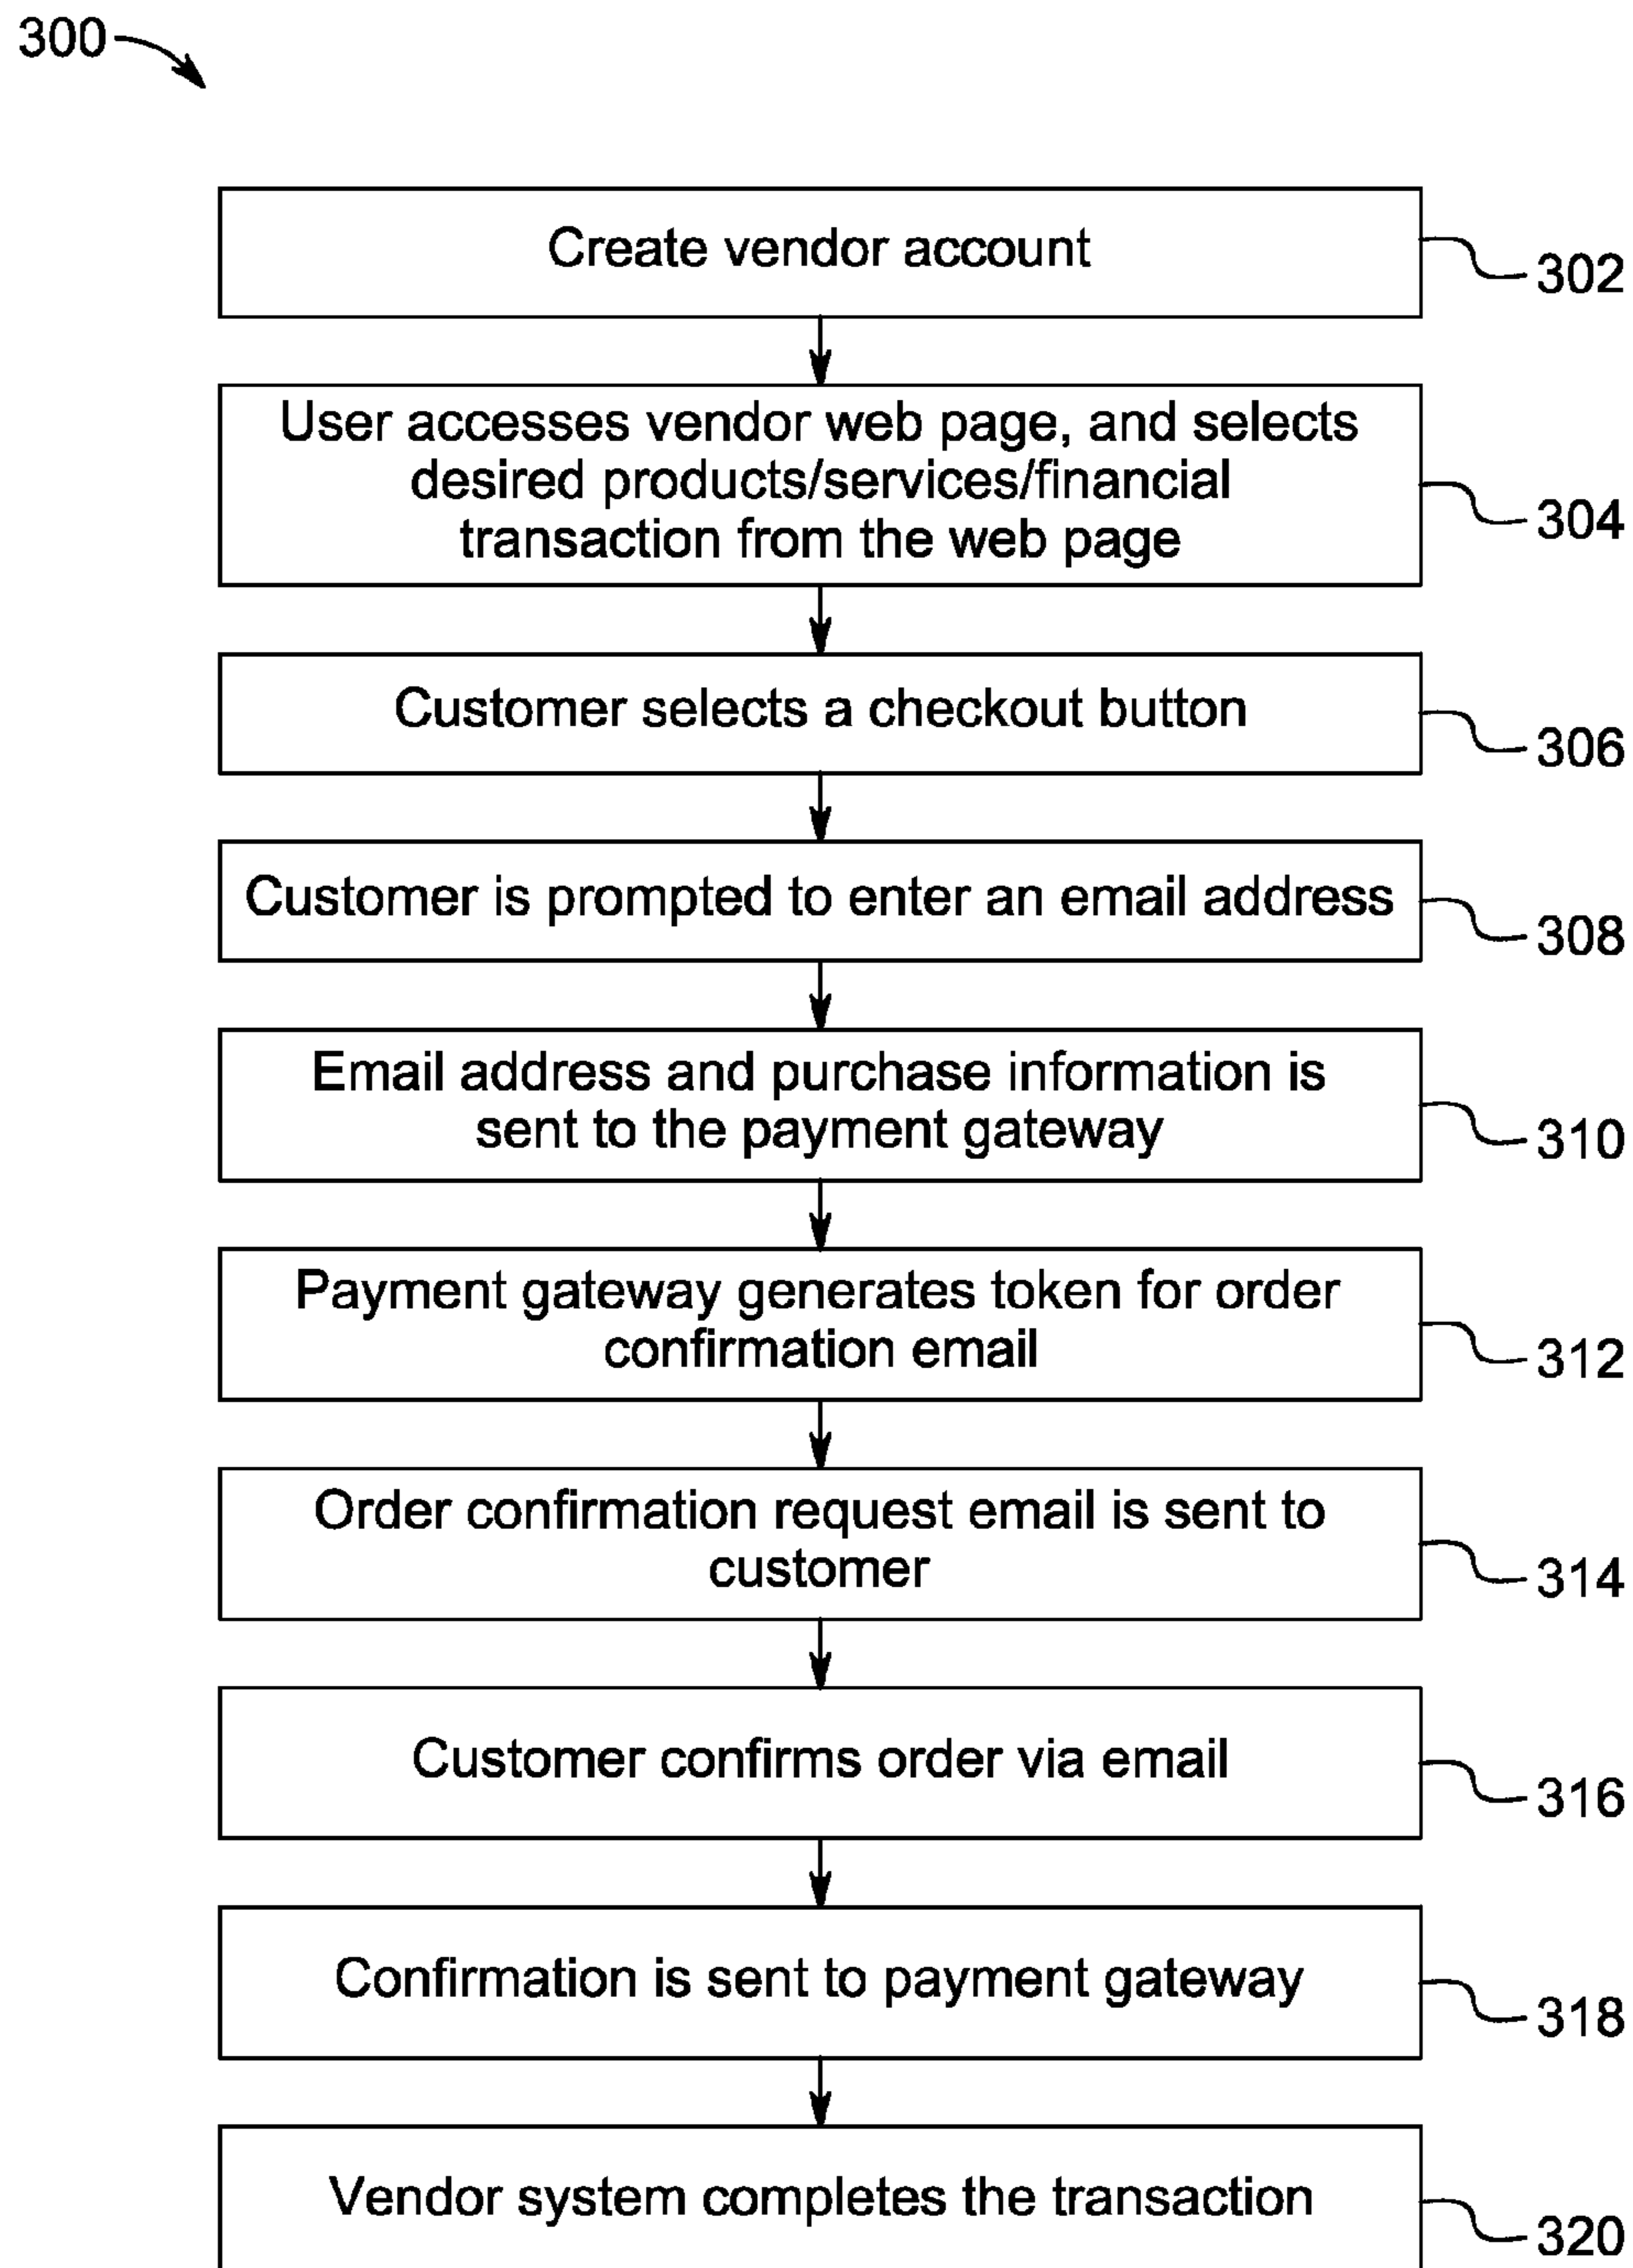 300
Create vendor account
302
User accesses vendor web page, and selects
desired products/services/financial
transaction from the web page
304
Customer selects a checkout button
306
Customer is prompted to enter an email address
308
Email address and purchase information is
sent to the payment gateway
310
Payment gateway generates token for order
confirmation email
312
Order confirmation request email is sent to
customer
314
Customer confirms order via email
316
Confirmation is sent to payment gateway
318
Vendor system completes the transaction
320